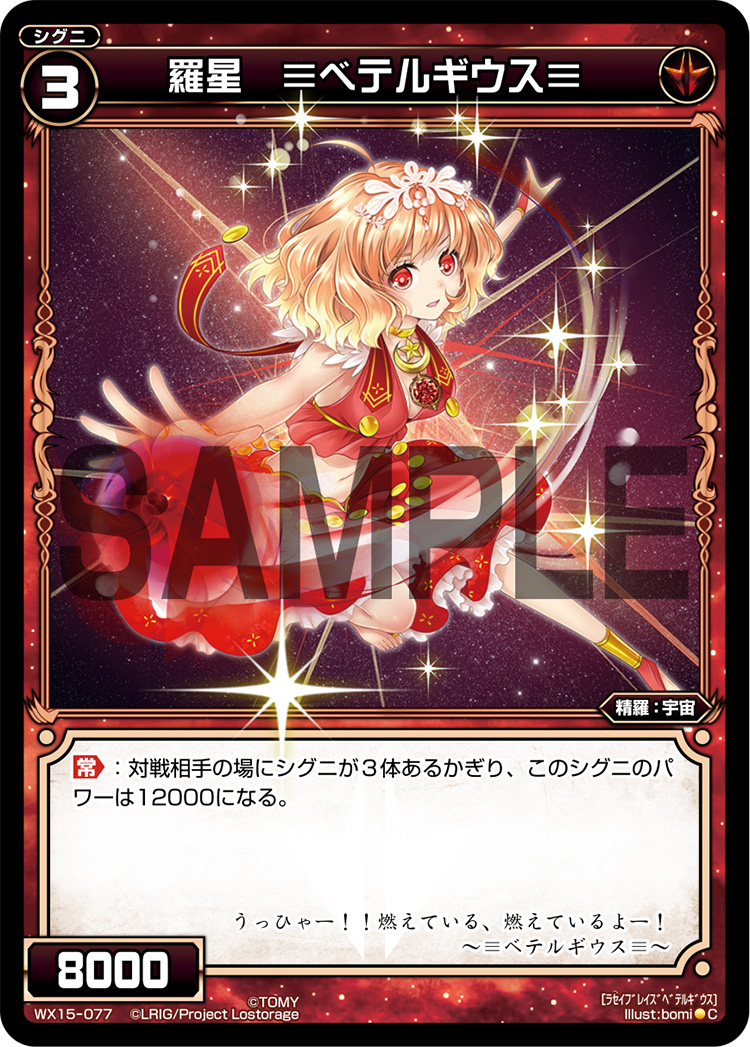 シグニ
3
羅星 ≡ベテルギウス≡
SAMPLE
精羅:宇宙
常:対戦相手の場にシグニが3体あるかぎり、このシグニのパ
ワーは12000になる。
うっひゃー!!燃えている、燃えているよー!
~≡ベテルギウス≡~
8000
©TOMY
[ラセイブレイズベテルギウス]
WX15-077 ©LRIG/Project Lostorage
Illust:bomi C